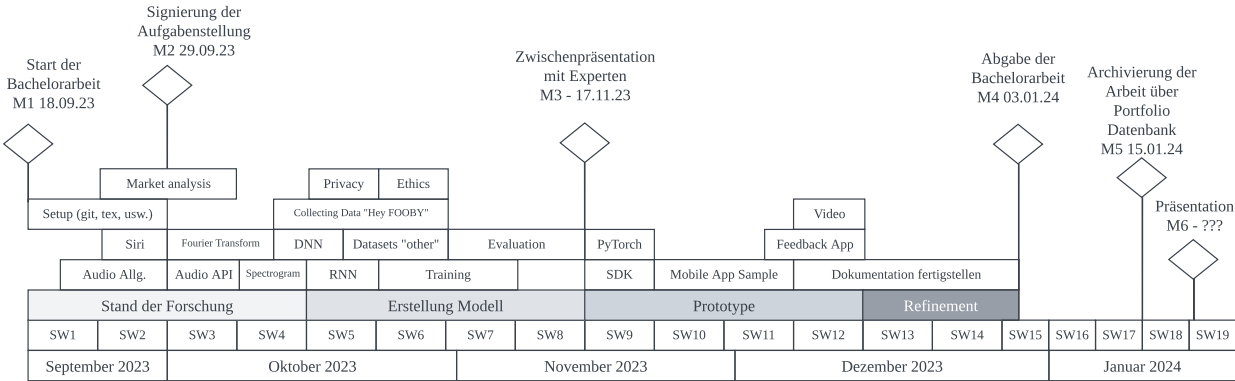 Signierung der
Aufgabenstellung
M2 29.09.23
Start der
Bachelorarbeit
M1 18.09.23
Zwischenpräsentation
mit Experten
M3 - 17.11.23
Abgabe der
Bachelorarbeit
M4 03.01.24
Archivierung der
Arbeit über
Portfolio
Datenbank
M5 15.01.24
Präsentation
M6 - ???
Market analysis
Privacy
Ethics
Setup (git, tex, usw.)
Collecting Data "Hey FOOBY"
Video
Siri
Fourier Transform
DNN
Datasets "other"
Evaluation
PyTorch
Feedback App
Audio Allg.
Audio API
Spectrogram
RNN
Training
SDK
Mobile App Sample
Dokumentation fertigstellen
Stand der Forschung
Erstellung Modell
Prototype
Refinement
SW1
SW2
SW3
SW4
SW5
SW6
SW7
SW8
SW9
SW10
SW11
SW12
SW13
SW14
SW15
SW16
SW17
SW18
SW19
September 2023
Oktober 2023
November 2023
Dezember 2023
Januar 2024